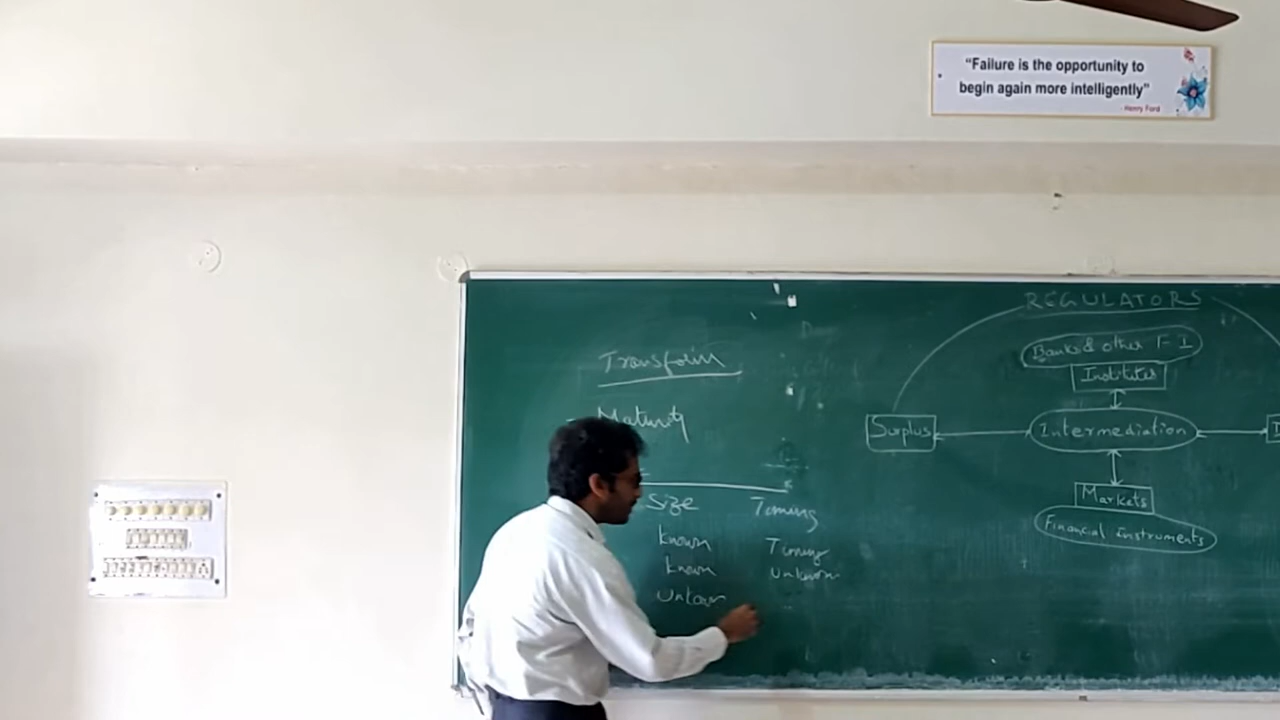 “Failure is the opportunity to
begin again more intelligently”
- Henry Ford
REGULATORS
Banks & other F I
Institutes
Surplus
Intermediation
Markets
Financial Instruments
Transform
Maturity
Size Timing
known Timing
known Unknown
Unkown